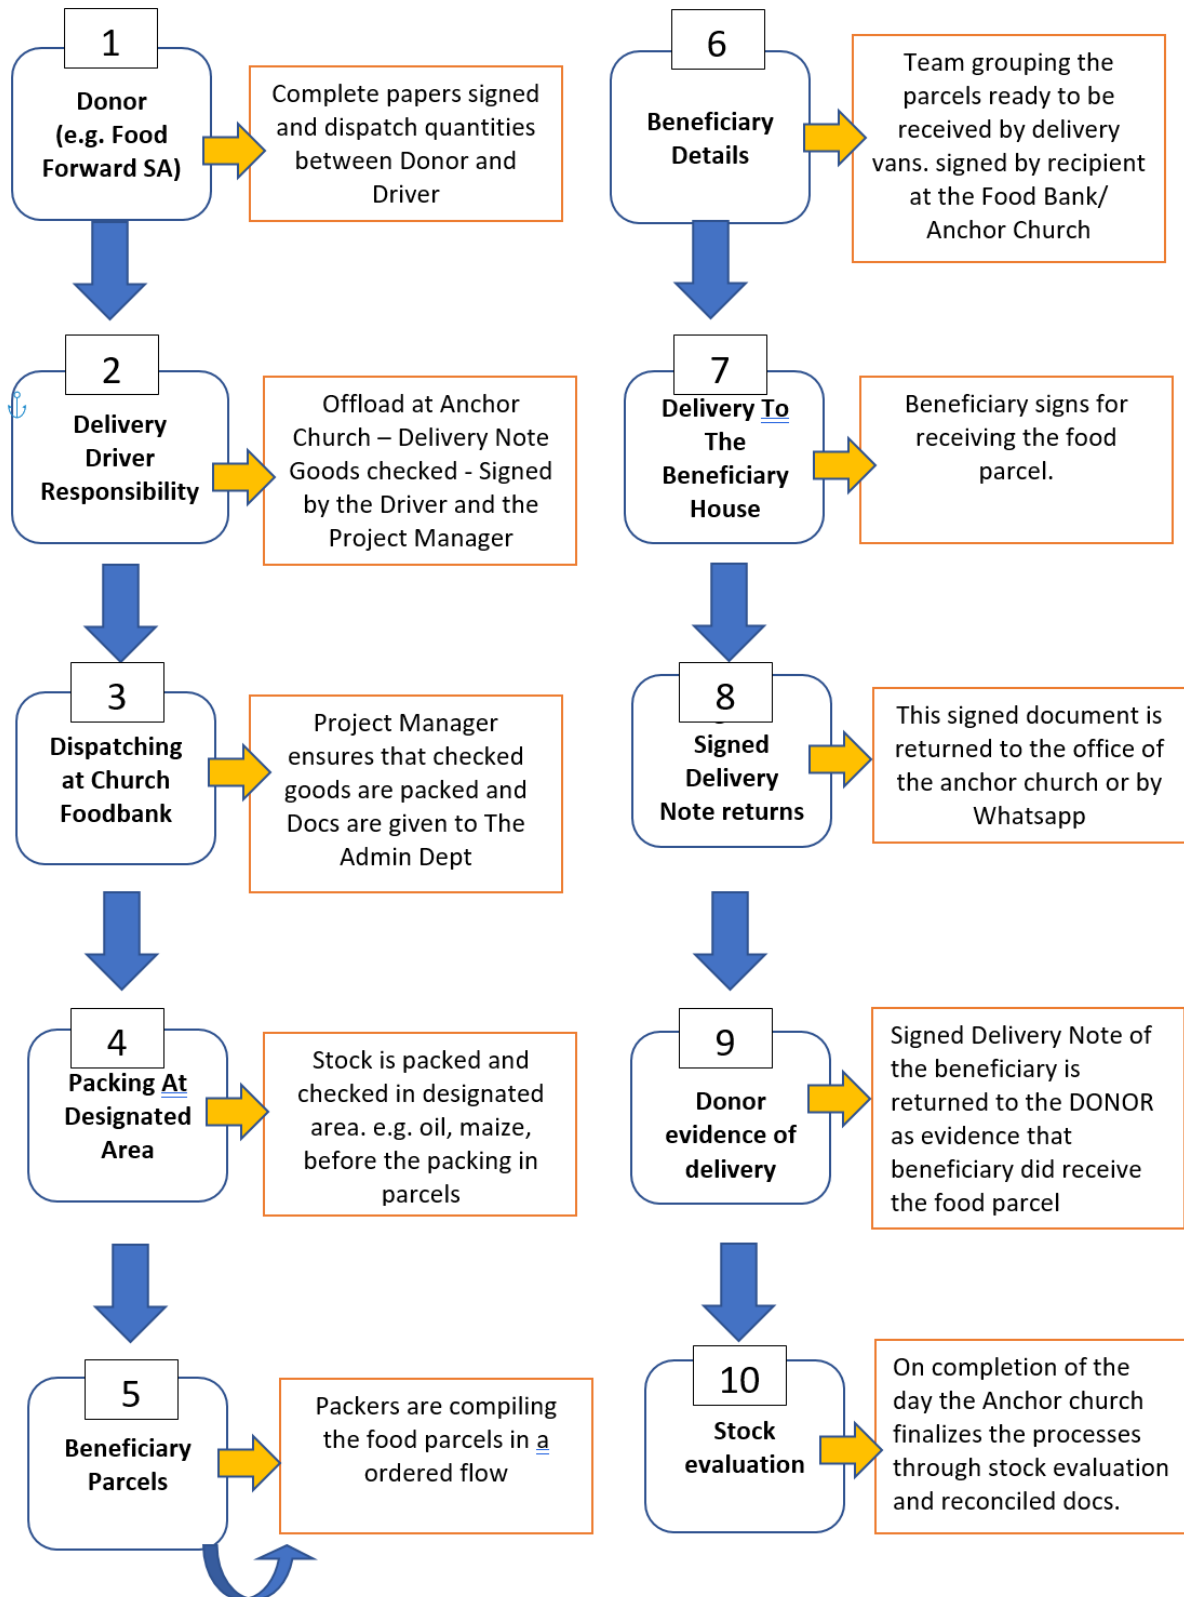 1
Donor
(e.g. Food
Forward SA)
Complete papers signed
and dispatch quantities
between Donor and
Driver
2
Delivery
Driver
Responsibility
Offload at Anchor
Church – Delivery Note
Goods checked - Signed
by the Driver and the
Project Manager
3
Dispatching
at Church
Foodbank
Project Manager
ensures that checked
goods are packed and
Docs are given to The
Admin Dept
4
Packing At
Designated
Area
Stock is packed and
checked in designated
area. e.g. oil, maize,
before the packing in
parcels
5
Beneficiary
Parcels
Packers are compiling
the food parcels in a
ordered flow
6
Beneficiary
Details
Team grouping the
parcels ready to be
received by delivery
vans. signed by recipient
at the Food Bank/
Anchor Church
7
Delivery To
The
Beneficiary
House
Beneficiary signs for
receiving the food
parcel.
8
Signed
Delivery
Note returns
This signed document is
returned to the office of
the anchor church or by
Whatsapp
9
Donor
evidence of
delivery
Signed Delivery Note of
the beneficiary is
returned to the DONOR
as evidence that
beneficiary did receive
the food parcel
10
Stock
evaluation
On completion of the
day the Anchor church
finalizes the processes
through stock evaluation
and reconciled docs.